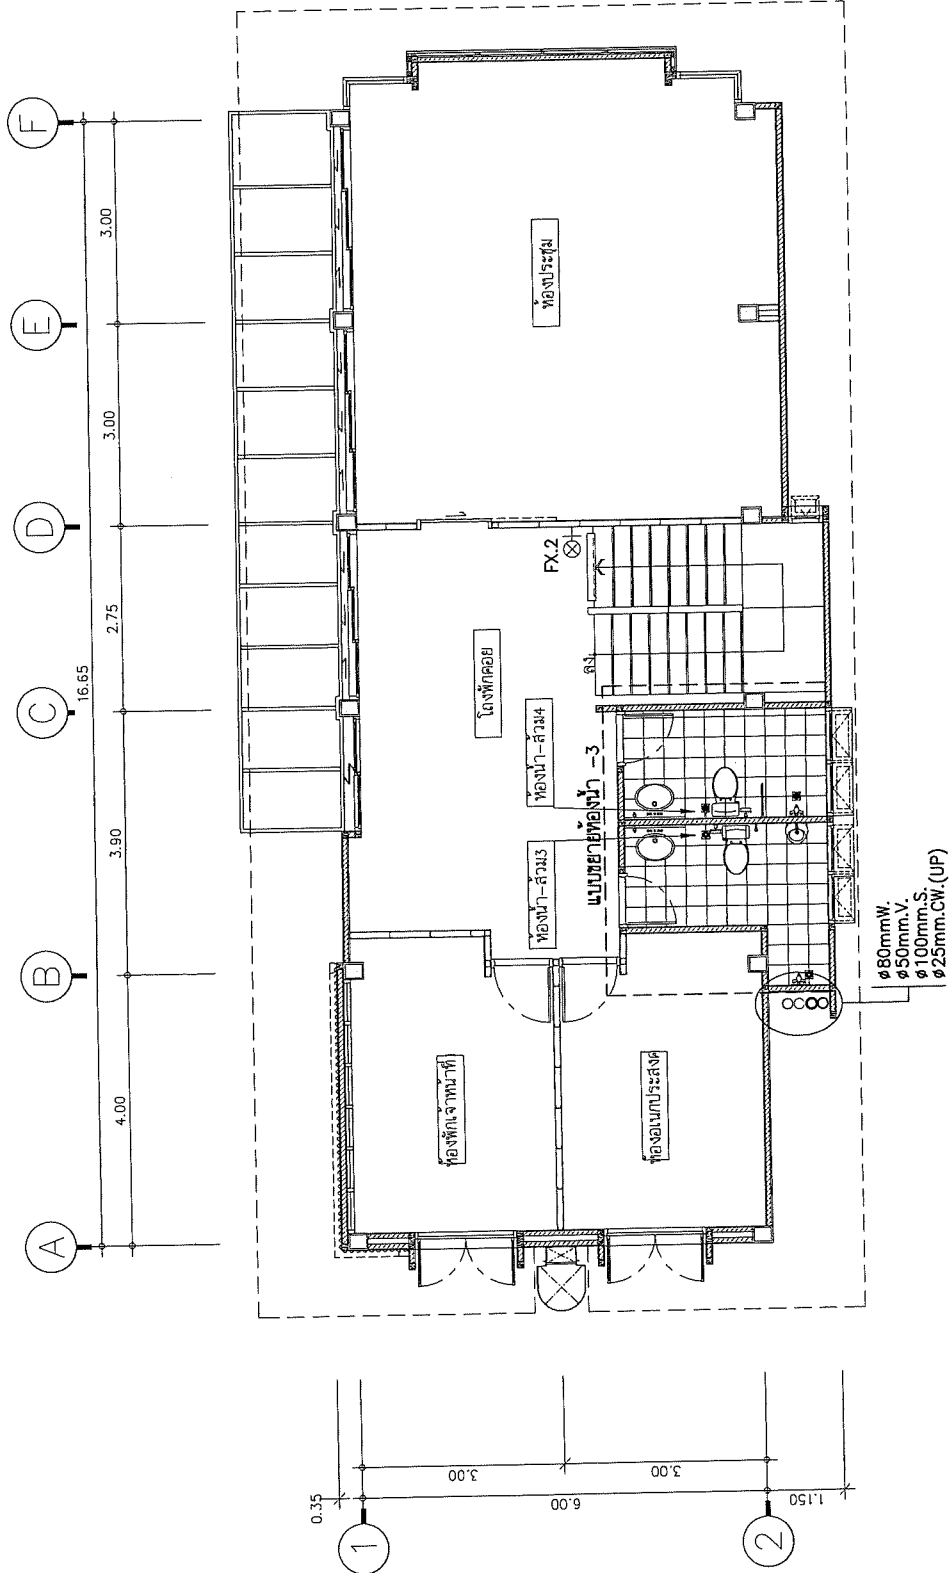 F
E
D
C
B
A
3.00
3.00
2.75
3.90
4.00
16.65
ห้องประชุม
FX.2
โถงพักคอย
ลง
ห้องน้ำ-ส้วม4
ห้องน้ำ-ส้วม3
แบบขยายห้องน้ำ -3
ห้องพักเจ้าหน้าที่
ห้องอเนกประสงค์
ø80mmW.
ø50mm.V.
ø100mm.S.
ø25mm.CW.(UP)
0.35
3.00
3.00
6.00
1.150
1
2